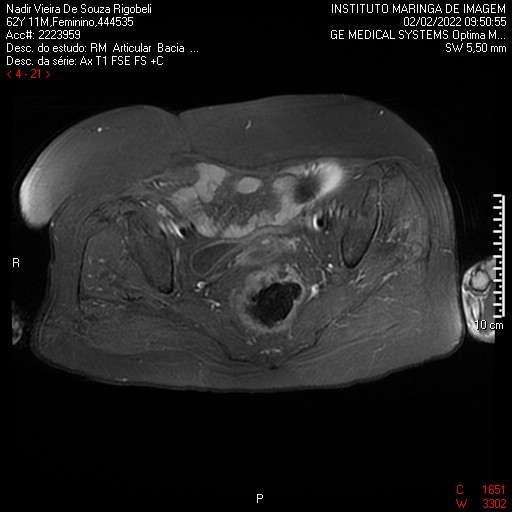 Nadir Vieira De Souza Rigobeli
62Y 11M,Feminino,444535
Acc#: 2223959
Desc. do estudo: RM Articular Bacia ...
Desc. da série: Ax T1 FSE FS +C
< 4 - 21 >
INSTITUTO MARINGA DE IMAGEM
02/02/2022 09:50:55
GE MEDICAL SYSTEMS Optima M...
SW 5,50 mm
R
10 cm
P
C 1651
W 3302